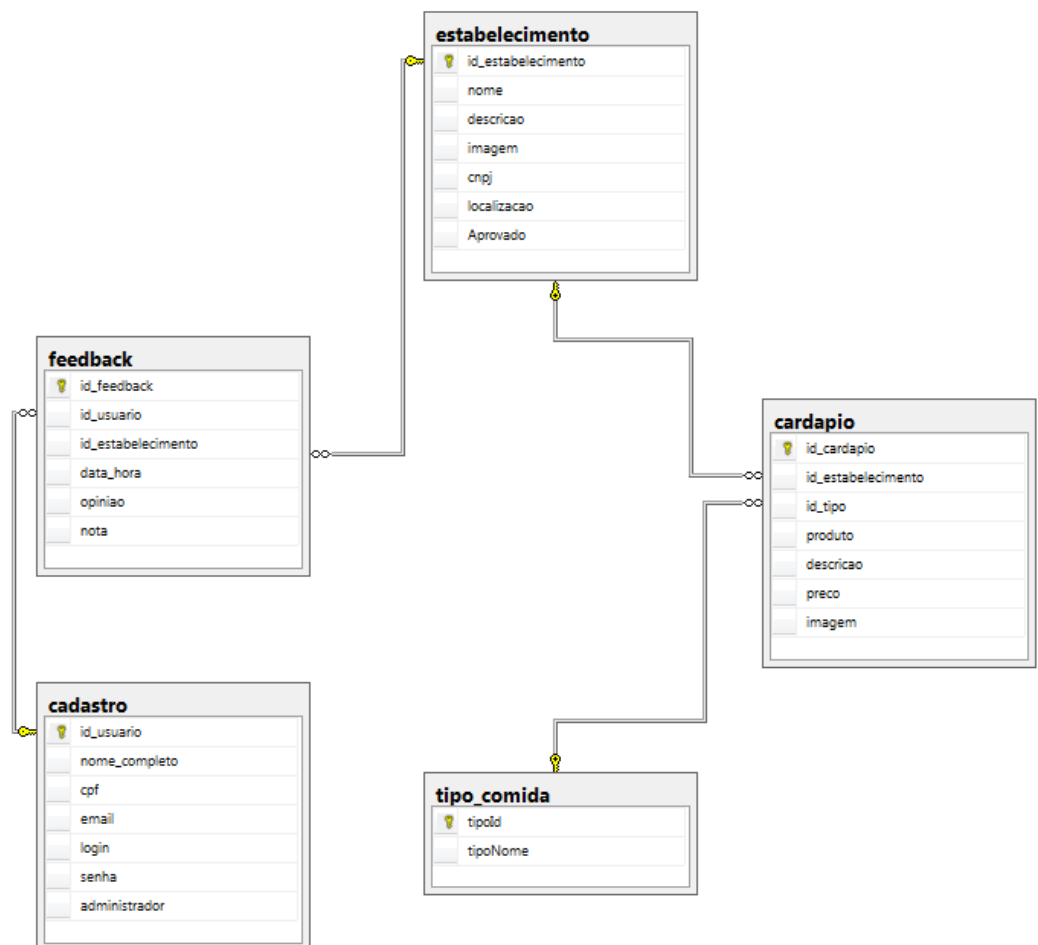 estabelecimento
id_estabelecimento
nome
descricao
imagem
cnpj
localizacao
Aprovado
feedback
id_feedback
id_usuario
id_estabelecimento
data_hora
opiniao
nota
cardapio
id_cardapio
id_estabelecimento
id_tipo
produto
descricao
preco
imagem
cadastro
id_usuario
nome_completo
cpf
email
login
senha
administrador
tipo_comida
tipoId
tipoNome